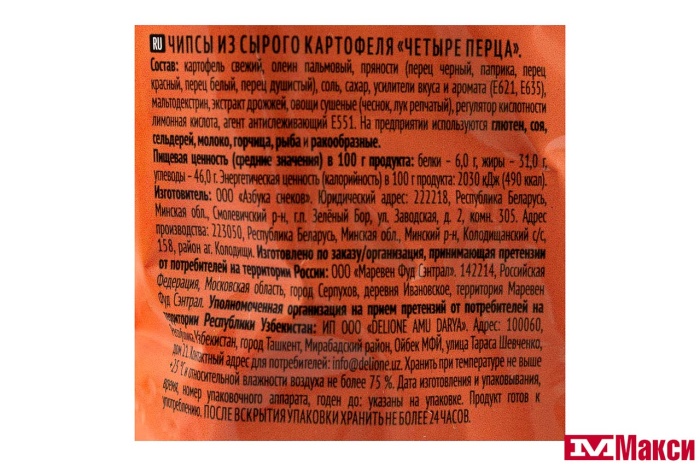 RU ЧИПСЫ ИЗ СЫРОГО КАРТОФЕЛЯ «ЧЕТЫРЕ ПЕРЦА».
Состав: картофель свежий, олеин пальмовый, пряности (перец черный, паприка, перец
красный, перец белый, перец душистый), соль, сахар, усилители вкуса и аромата (Е621, Е635),
мальтодекстрин, экстракт дрожжей, овощи сушеные (чеснок, лук репчатый), регулятор кислотности
лимонная кислота, агент антислеживающий Е551. На предприятии используются глютен, соя,
сельдерей, молоко, горчица, рыба и ракообразные.
Пищевая ценность (средние значения) в 100 г продукта: белки – 6,0 г, жиры – 31,0 г,
углеводы – 46,0 г. Энергетическая ценность (калорийность) в 100 г продукта: 2030 кДж (490 ккал).
Изготовитель: ООО «Азбука снеков». Юридический адрес: 222218, Республика Беларусь,
Минская обл., Смолевичский р-н, г.п. Зелёный Бор, ул. Заводская, д. 2, комн. 305. Адрес
производства: 223050, Республика Беларусь, Минская обл., Минский р-н, Колодищанский с/с,
158, район аг. Колодищи. Изготовлено по заказу/организация, принимающая претензии
от потребителей на территории России: ООО «Маревен Фуд Сэнтрал». 142214, Российская
Федерация, Московская область, город Серпухов, деревня Ивановское, территория Маревен
Фуд Сэнтрал. Уполномоченная организация на прием претензий от потребителей на
территории Республики Узбекистан: ИП ООО «DELIONE AMU DARYA». Адрес: 100060,
Республика Узбекистан, город Ташкент, Мирабадский район, Ойбек МФЙ, улица Тараса Шевченко,
дом 21. Контактный адрес для потребителей: info@delione.uz. Хранить при температуре не выше
+25 °C и относительной влажности воздуха не более 75 %. Дата изготовления и упаковывания,
время, номер упаковочного аппарата, годен до: указаны на упаковке. Продукт готов к
употреблению. ПОСЛЕ ВСКРЫТИЯ УПАКОВКИ ХРАНИТЬ НЕ БОЛЕЕ 24 ЧАСОВ.
Макси